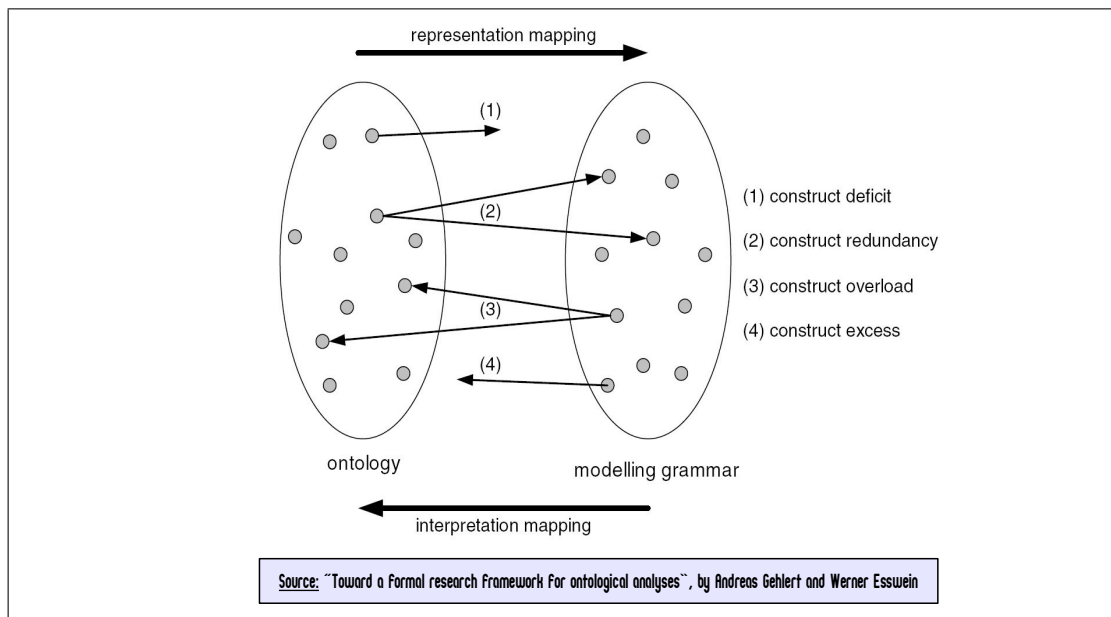 representation mapping
(1)
(2)
(3)
(4)
(1) construct deficit
(2) construct redundancy
(3) construct overload
(4) construct excess
ontology
modelling grammar
interpretation mapping
Source: ˝Toward a formal research framework for ontological analyses``, by Andreas Gehlert and Werner Esswein